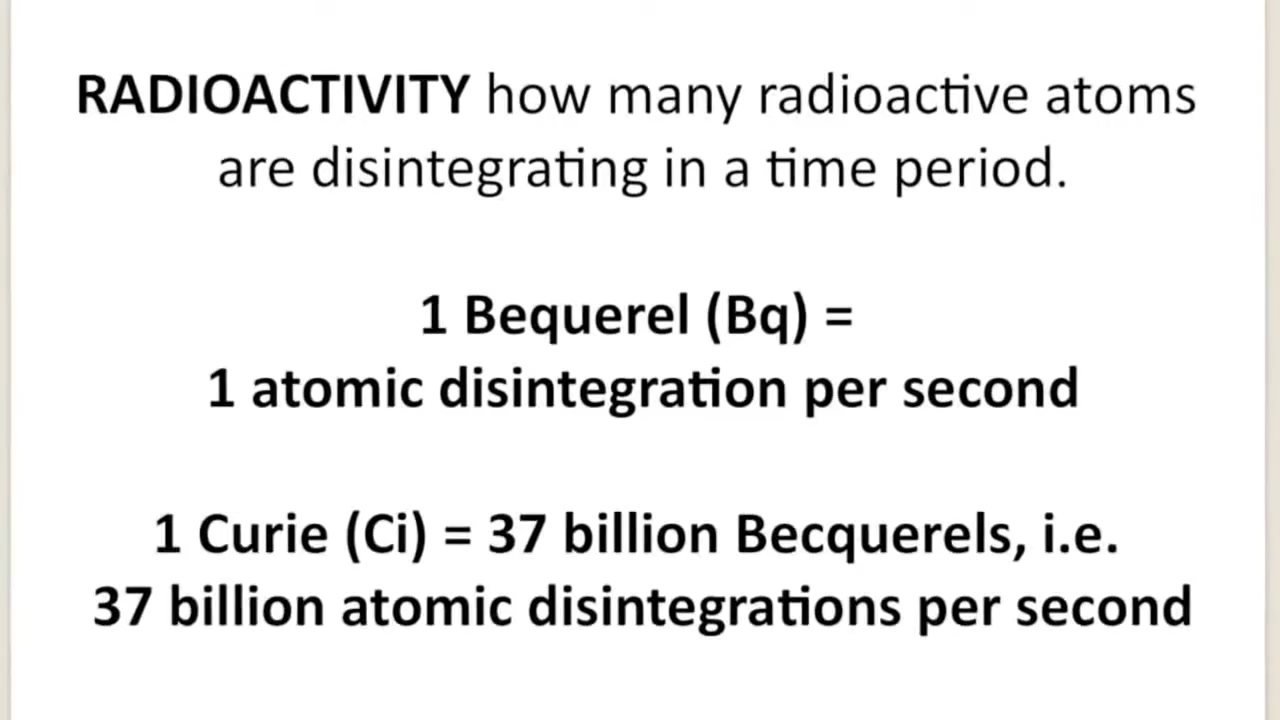 RADIOACTIVITY how many radioactive atoms
are disintegrating in a time period.
1 Bequerel (Bq) =
1 atomic disintegration per second
1 Curie (Ci) = 37 billion Becquerels, i.e.
37 billion atomic disintegrations per second